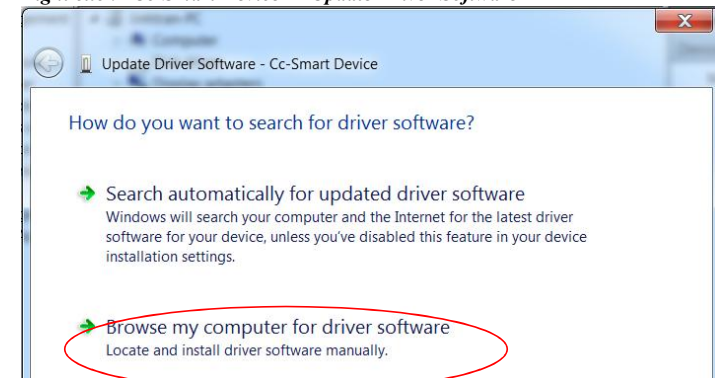 Update Driver Software - Cc-Smart Device
How do you want to search for driver software?
Search automatically for updated driver software
Windows will search your computer and the Internet for the latest driver
software for your device, unless you've disabled this feature in your device
installation settings.
Browse my computer for driver software
Locate and install driver software manually.